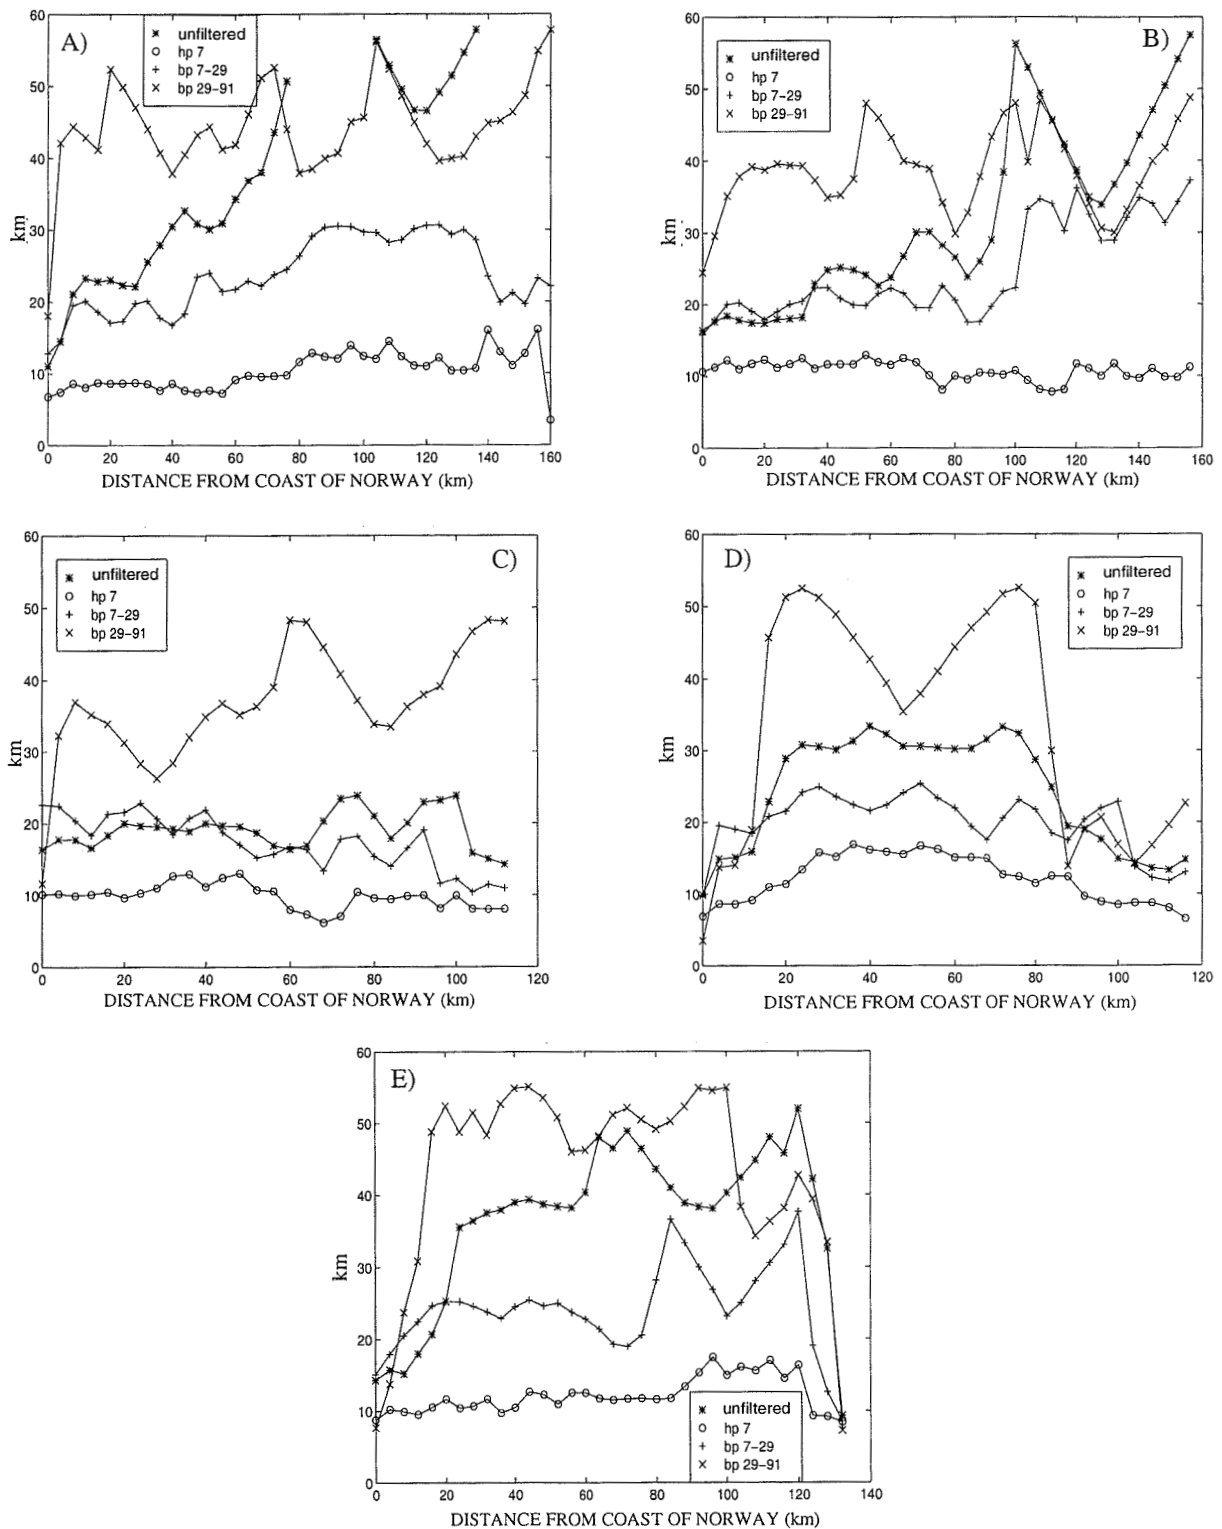 A)
unfiltered
hp 7
bp 7-29
bp 29-91
60
50
40
30
20
10
0
km
0 20 40 60 80 100 120 140 160
DISTANCE FROM COAST OF NORWAY (km)
B)
unfiltered
hp 7
bp 7-29
bp 29-91
60
50
40
30
20
10
0
km
0 20 40 60 80 100 120 140 160
DISTANCE FROM COAST OF NORWAY (km)
C)
unfiltered
hp 7
bp 7-29
bp 29-91
60
50
40
30
20
10
0
km
0 20 40 60 80 100 120
DISTANCE FROM COAST OF NORWAY (km)
D)
unfiltered
hp 7
bp 7-29
bp 29-91
60
50
40
30
20
10
0
km
0 20 40 60 80 100 120
DISTANCE FROM COAST OF NORWAY (km)
E)
60
50
40
30
20
10
0
km
unfiltered
hp 7
bp 7-29
bp 29-91
0 20 40 60 80 100 120 140
DISTANCE FROM COAST OF NORWAY (km)